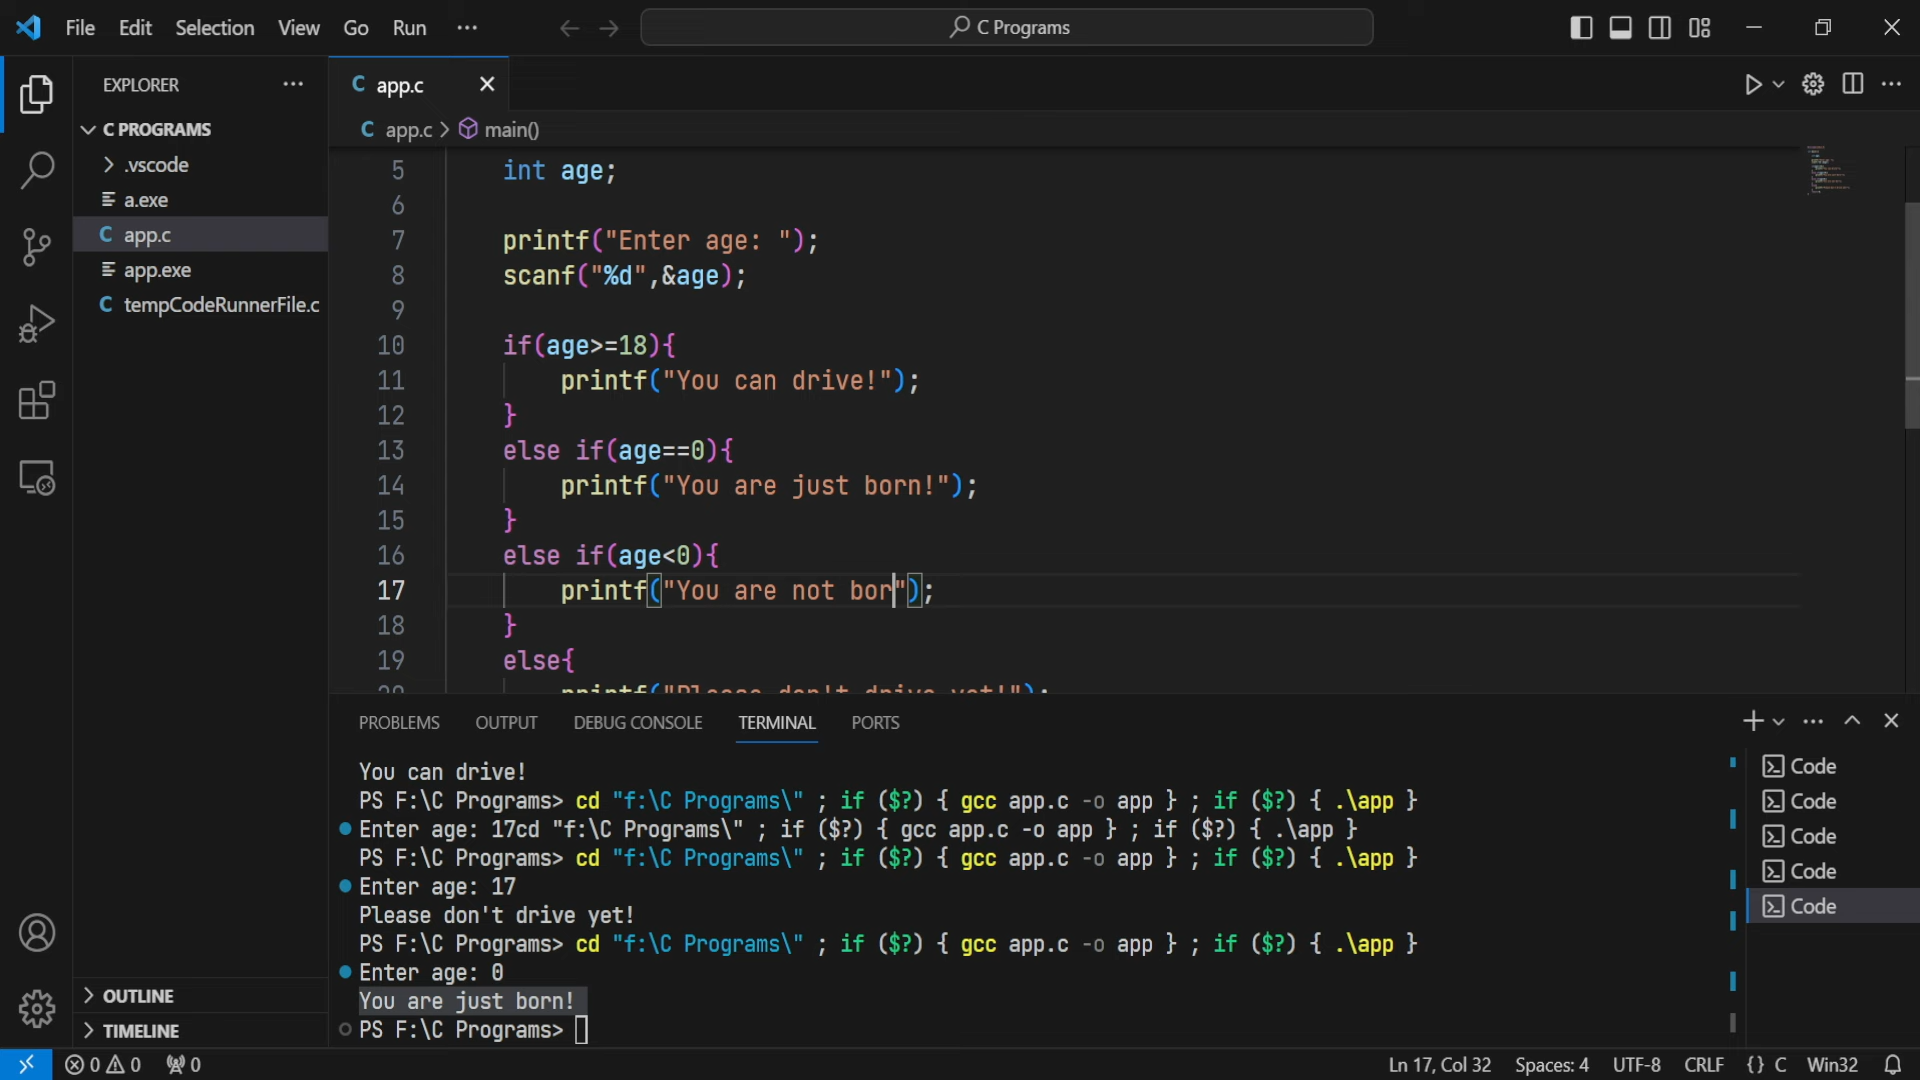 File Edit Selection View Go Run ··· C Programs
EXPLORER ···
C PROGRAMS
.vscode
a.exe
C app.c
app.exe
C tempCodeRunnerFile.c
OUTLINE
TIMELINE
C app.c
C app.c > main()
5 int age;
6
7 printf("Enter age: ");
8 scanf("%d",&age);
9
10 if(age>=18){
11 printf("You can drive!");
12 }
13 else if(age==0){
14 printf("You are just born!");
15 }
16 else if(age<0){
17 printf("You are not bor");
18 }
19 else{
20 printf("Please don't drive yet!");
PROBLEMS OUTPUT DEBUG CONSOLE TERMINAL PORTS
You can drive!
PS F:\C Programs> cd "f:\C Programs\" ; if ($?) { gcc app.c -o app } ; if ($?) { .\app }
Enter age: 17cd "f:\C Programs\" ; if ($?) { gcc app.c -o app } ; if ($?) { .\app }
PS F:\C Programs> cd "f:\C Programs\" ; if ($?) { gcc app.c -o app } ; if ($?) { .\app }
Enter age: 17
Please don't drive yet!
PS F:\C Programs> cd "f:\C Programs\" ; if ($?) { gcc app.c -o app } ; if ($?) { .\app }
Enter age: 0
You are just born!
PS F:\C Programs>
Code
Code
Code
Code
Code
0 0 0 Ln 17, Col 32 Spaces: 4 UTF-8 CRLF {} C Win32